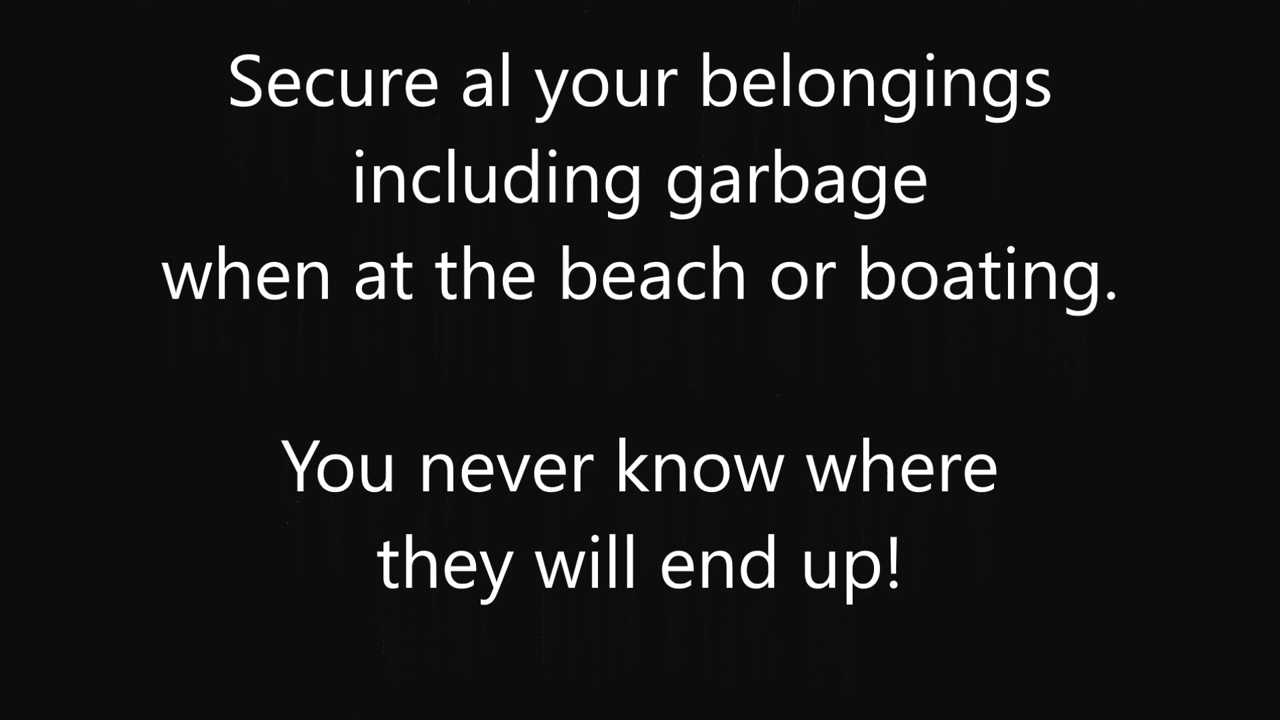 Secure al your belongings
including garbage
when at the beach or boating.
You never know where
they will end up!